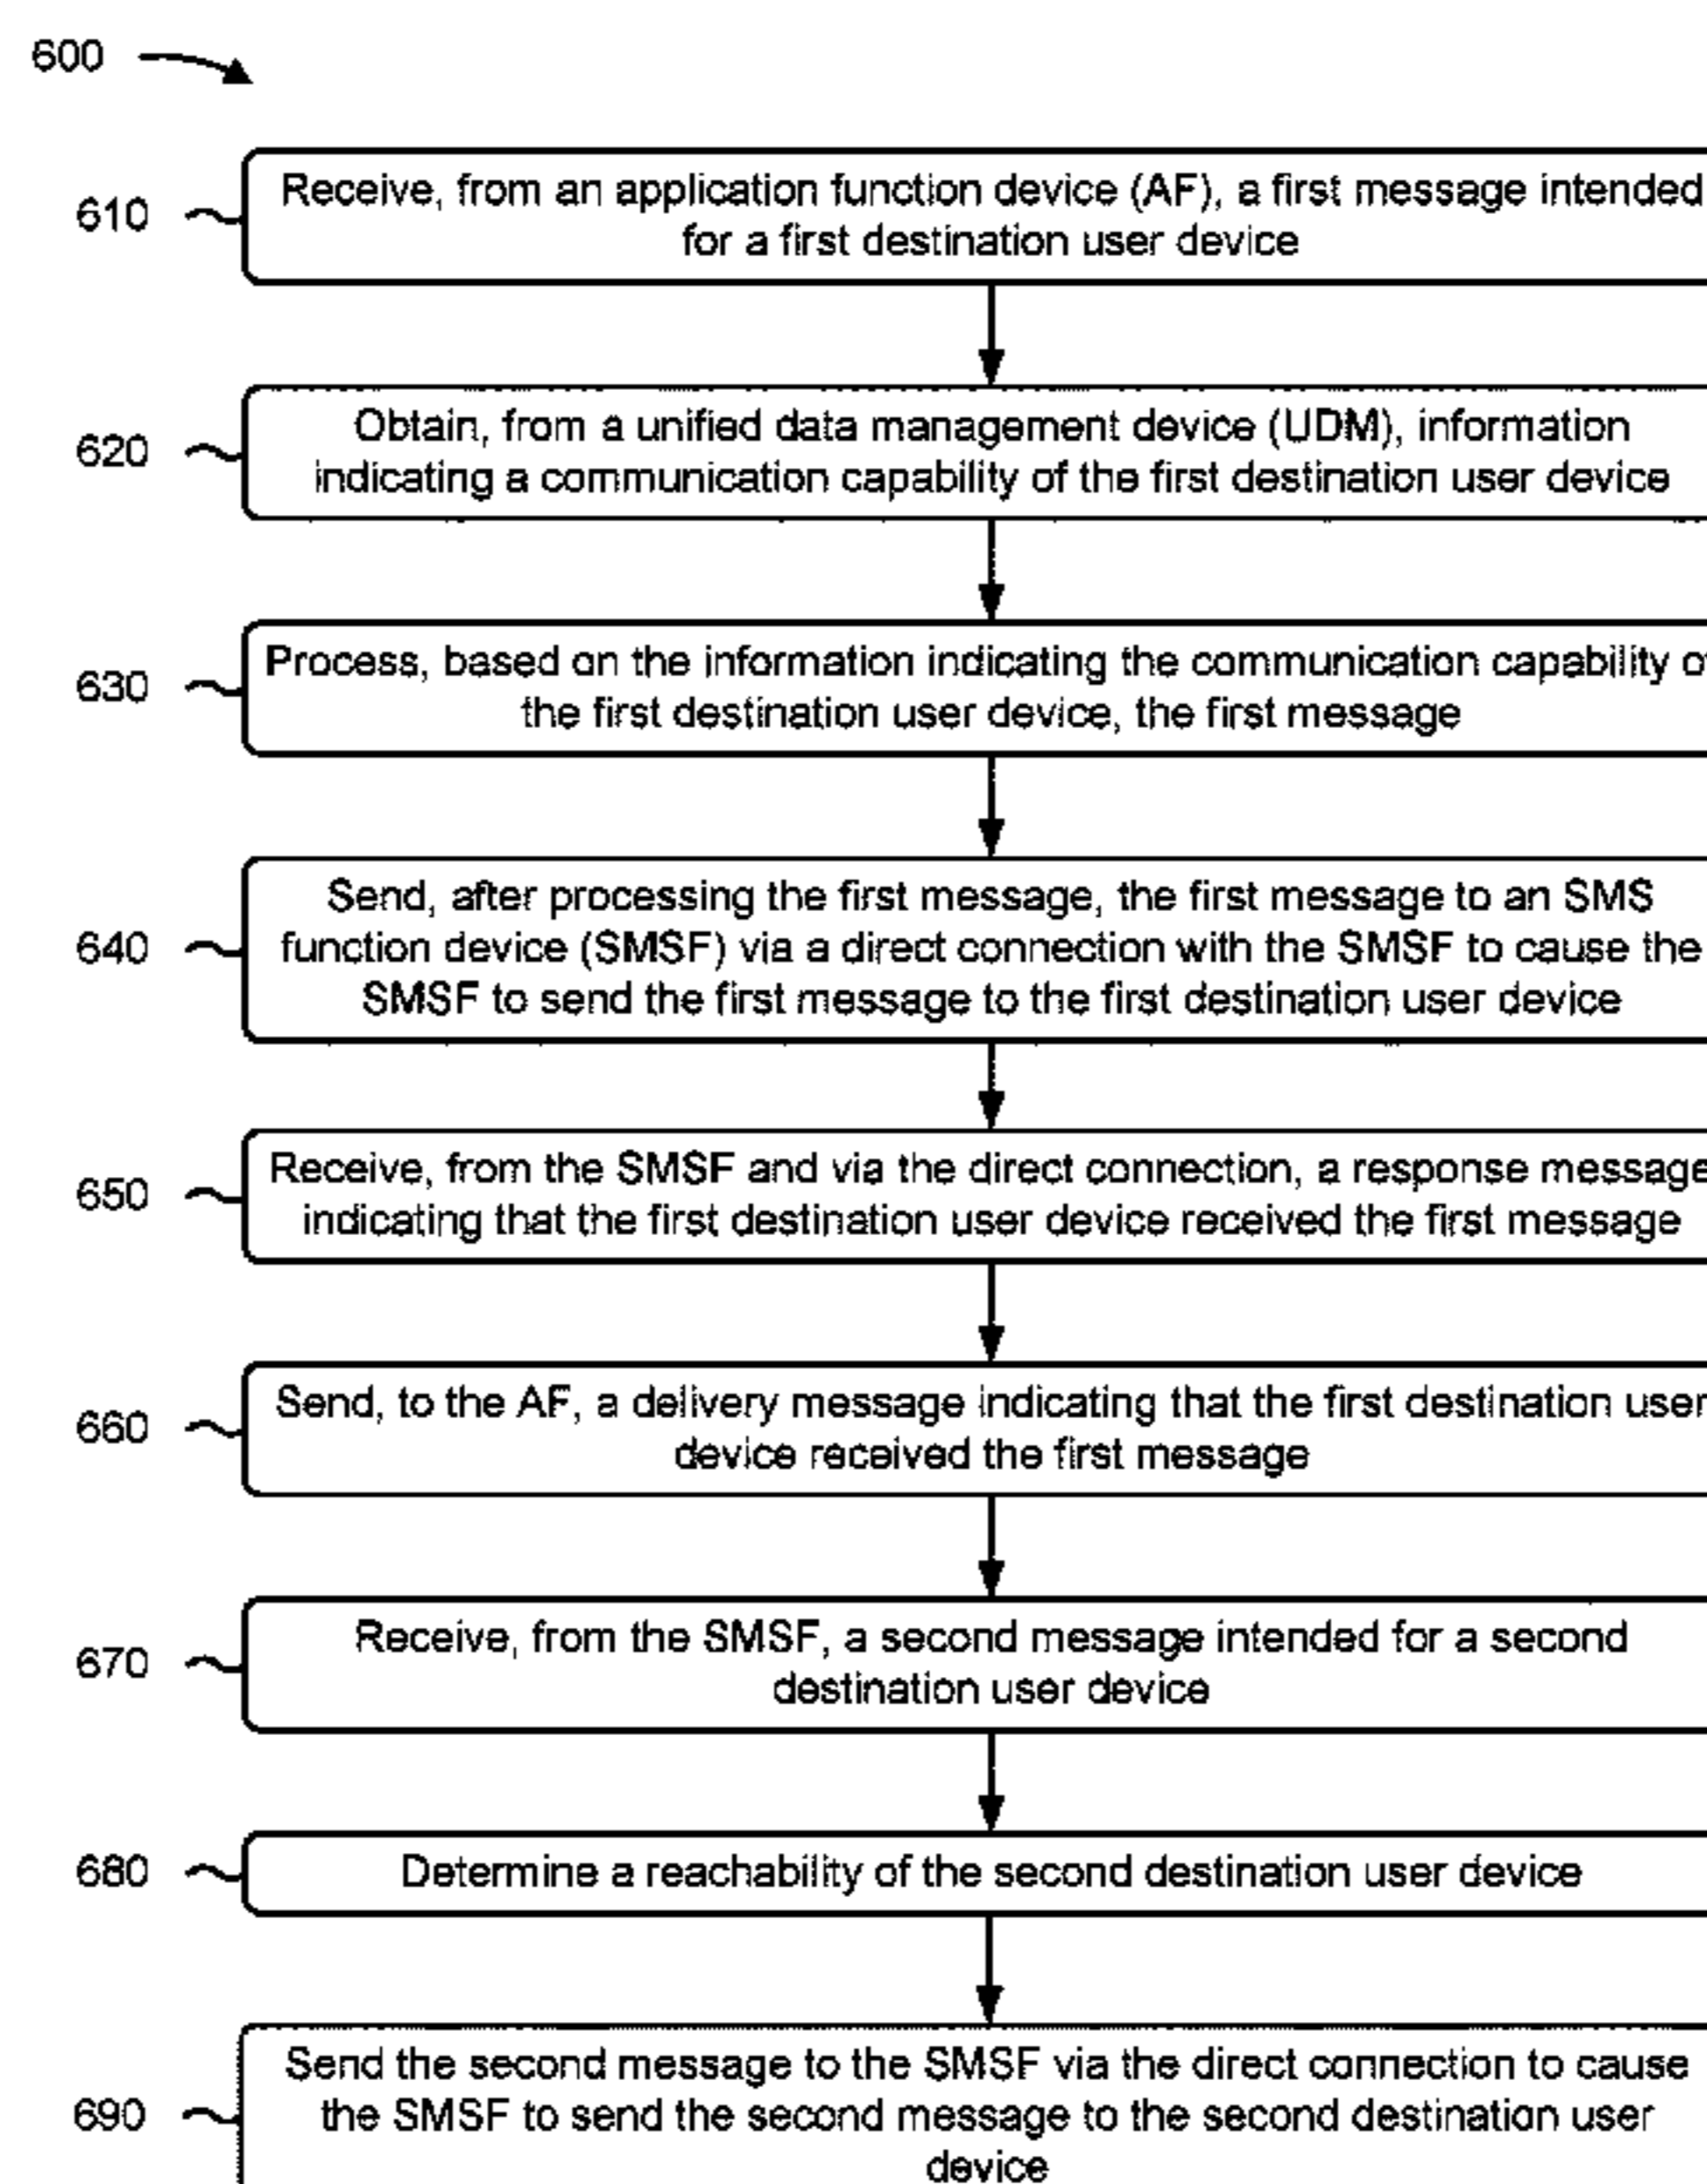 600
610
Receive, from an application function device (AF), a first message intended
for a first destination user device
620
Obtain, from a unified data management device (UDM), information
indicating a communication capability of the first destination user device
630
Process, based on the information indicating the communication capability of
the first destination user device, the first message
640
Send, after processing the first message, the first message to an SMS
function device (SMSF) via a direct connection with the SMSF to cause the
SMSF to send the first message to the first destination user device
650
Receive, from the SMSF and via the direct connection, a response message
indicating that the first destination user device received the first message
660
Send, to the AF, a delivery message indicating that the first destination user
device received the first message
670
Receive, from the SMSF, a second message intended for a second
destination user device
680
Determine a reachability of the second destination user device
690
Send the second message to the SMSF via the direct connection to cause
the SMSF to send the second message to the second destination user
device